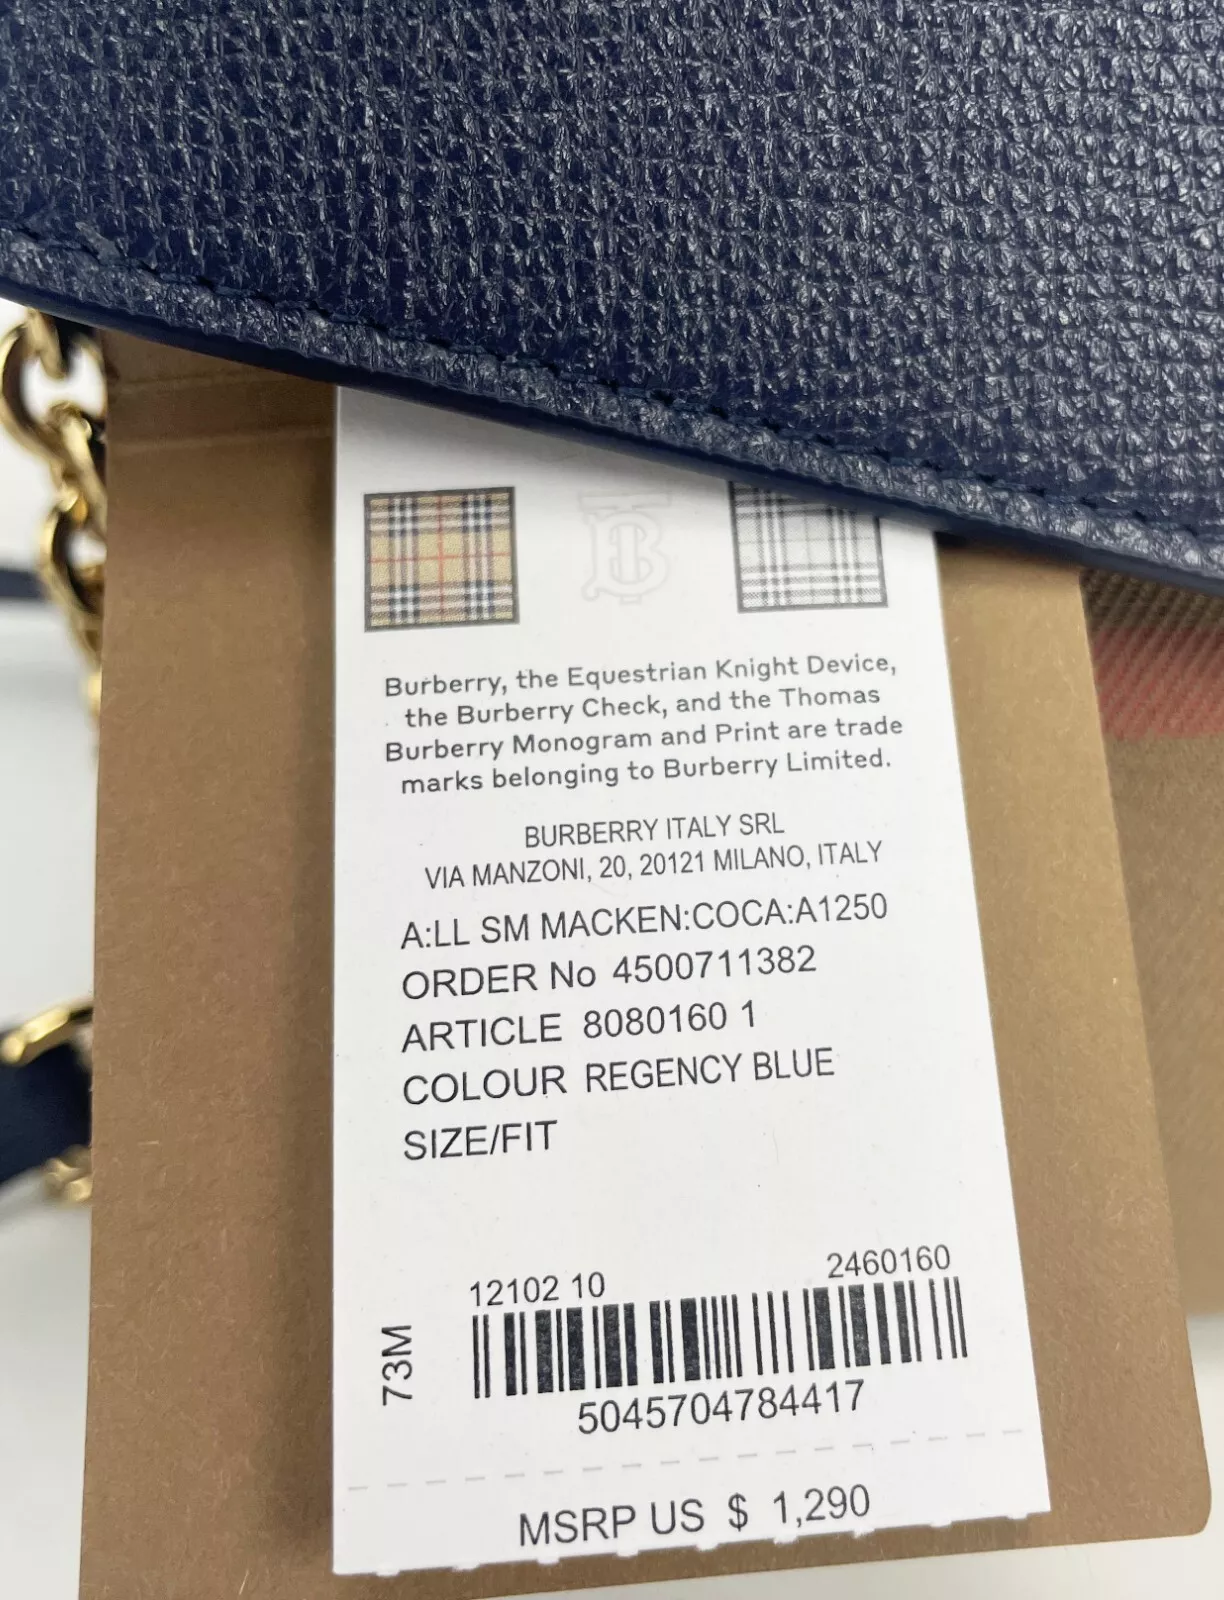 TB
Burberry, the Equestrian Knight Device,
the Burberry Check, and the Thomas
Burberry Monogram and Print are trade
marks belonging to Burberry Limited.
BURBERRY ITALY SRL
VIA MANZONI, 20, 20121 MILANO, ITALY
A:LL SM MACKEN:COCA:A1250
ORDER No 4500711382
ARTICLE 8080160 1
COLOUR REGENCY BLUE
SIZE/FIT
12102 10 2460160
73M
5045704784417
MSRP US $ 1,290